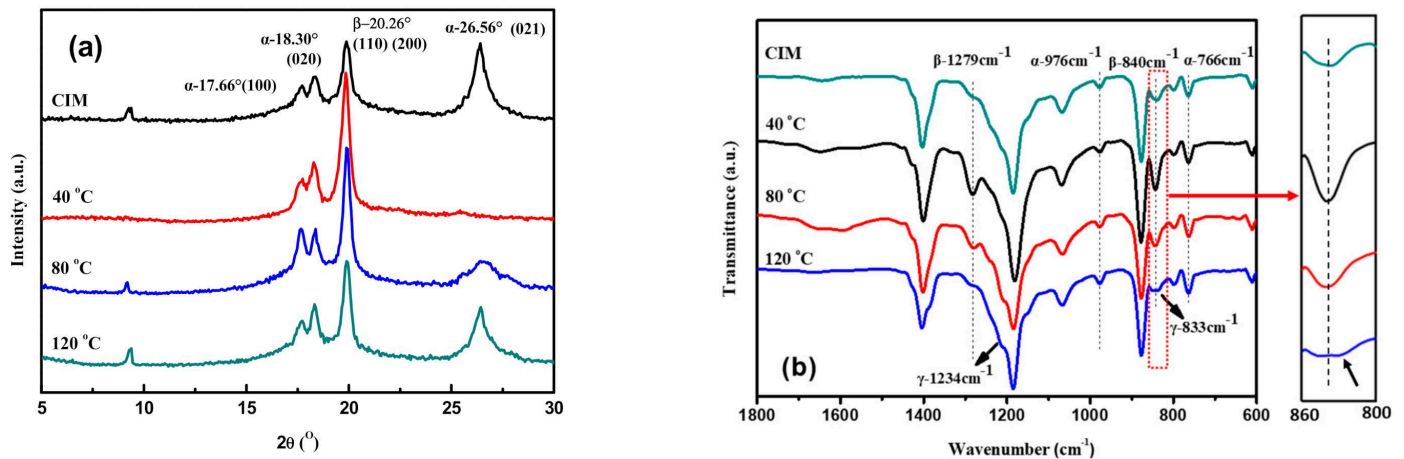 (a)
β-20.26°
α-26.56° (021)
α-18.30°
(110) (200)
(020)
α-17.66°(100)
CIM
40 °C
80 °C
120 °C
Intensity (a.u.)
5 10 15 20 25 30
2θ (O)
CIM
β-1279cm-1
α-976cm-1
β-840cm-1
α-766cm-1
40 °C
80 °C
120 °C
γ-833cm-1
γ-1234cm-1
(b)
Transmittance (a.u.)
1800 1600 1400 1200 1000 800 600
Wavenumber (cm-1)
860 800